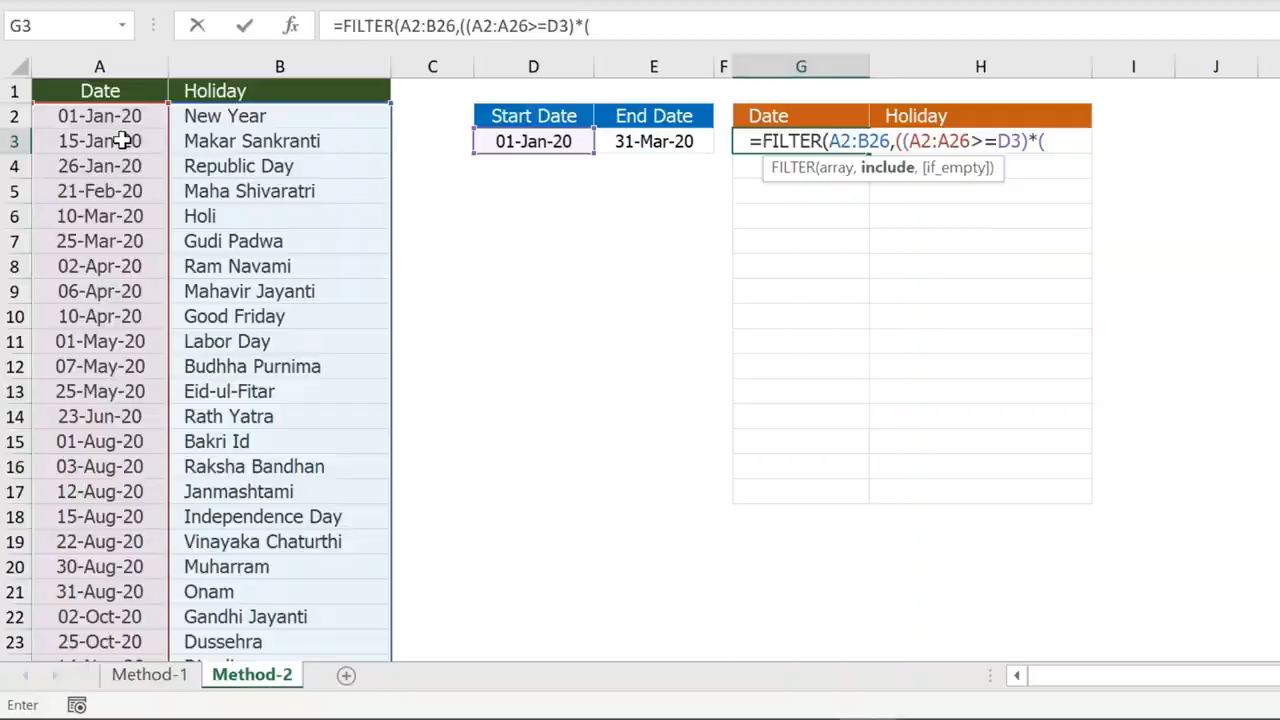 G3 fx =FILTER(A2:B26,((A2:A26>=D3)*(
A B C D E F G H I J
1 Date Holiday
2 01-Jan-20 New Year Start Date End Date Date Holiday
3 15-Jan-20 Makar Sankranti 01-Jan-20 31-Mar-20 =FILTER(A2:B26,((A2:A26>=D3)*(
4 26-Jan-20 Republic Day FILTER(array, include, [if_empty])
5 21-Feb-20 Maha Shivaratri
6 10-Mar-20 Holi
7 25-Mar-20 Gudi Padwa
8 02-Apr-20 Ram Navami
9 06-Apr-20 Mahavir Jayanti
10 10-Apr-20 Good Friday
11 01-May-20 Labor Day
12 07-May-20 Budhha Purnima
13 25-May-20 Eid-ul-Fitar
14 23-Jun-20 Rath Yatra
15 01-Aug-20 Bakri Id
16 03-Aug-20 Raksha Bandhan
17 12-Aug-20 Janmashtami
18 15-Aug-20 Independence Day
19 22-Aug-20 Vinayaka Chaturthi
20 30-Aug-20 Muharram
21 31-Aug-20 Onam
22 02-Oct-20 Gandhi Jayanti
23 25-Oct-20 Dussehra
Method-1 Method-2
Enter